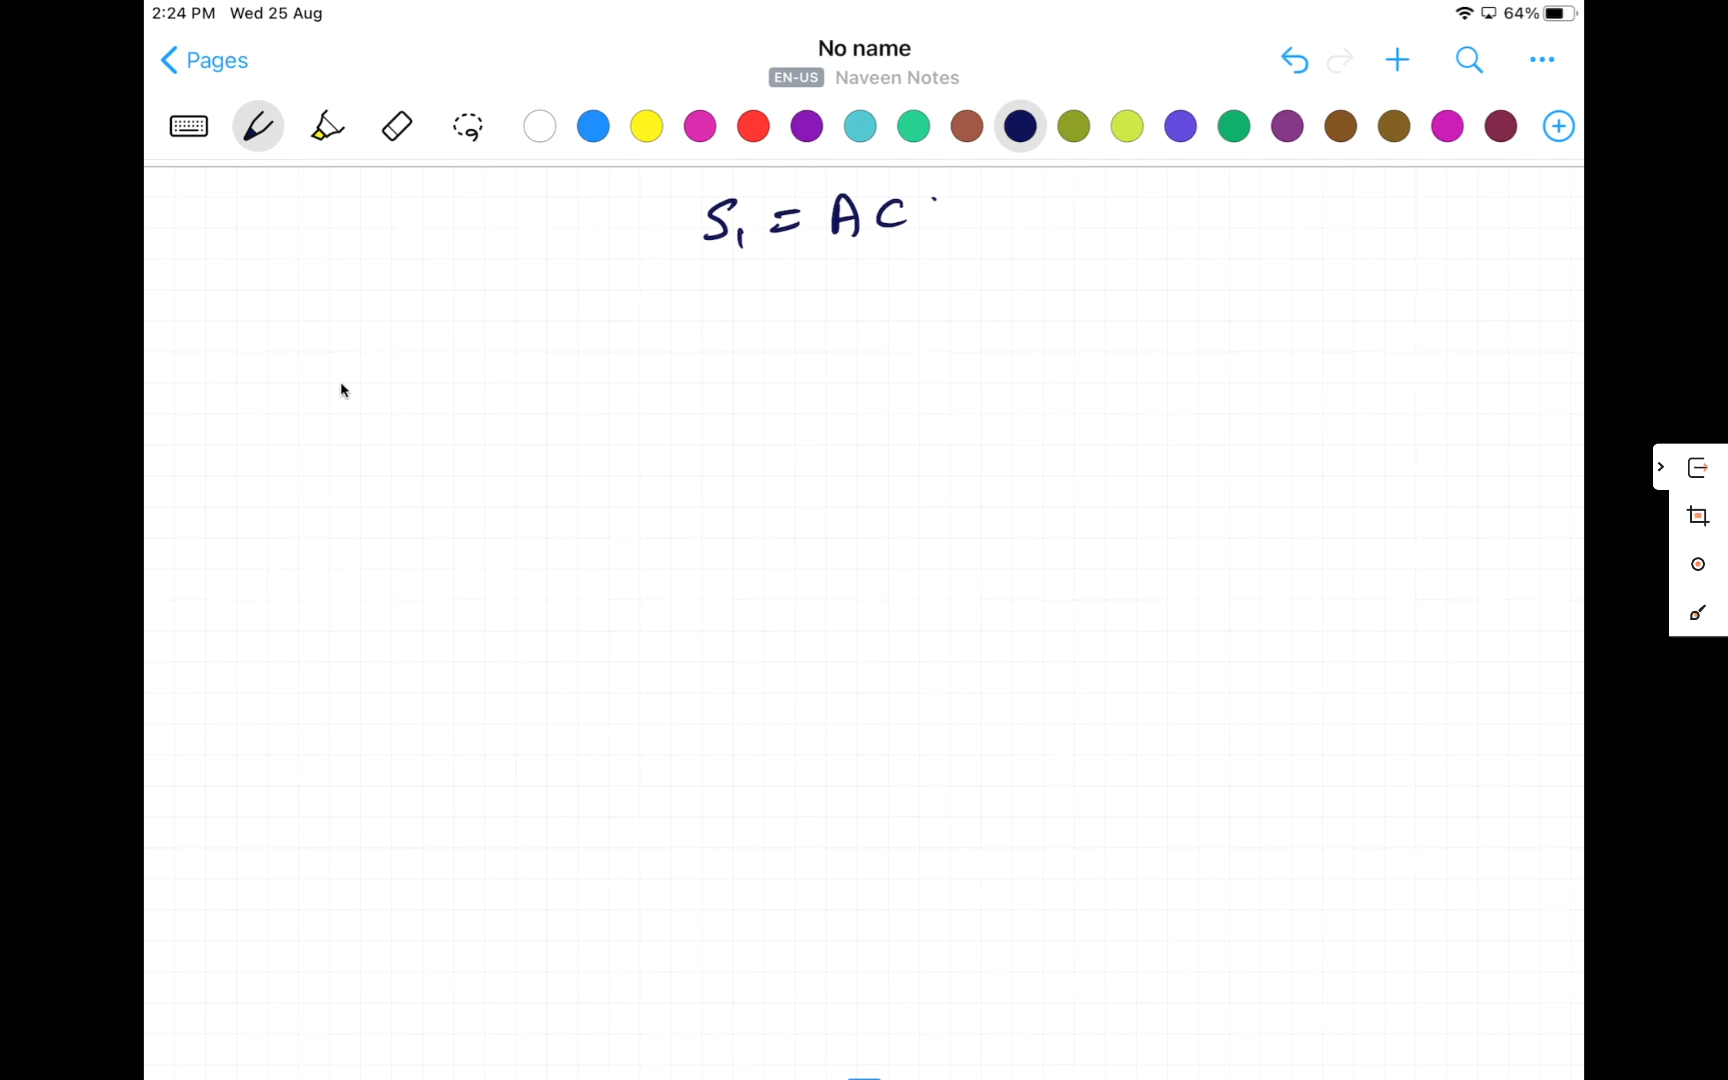 2:24 PM Wed 25 Aug 64%
Pages
No name
EN-US Naveen Notes
S₁ = AC